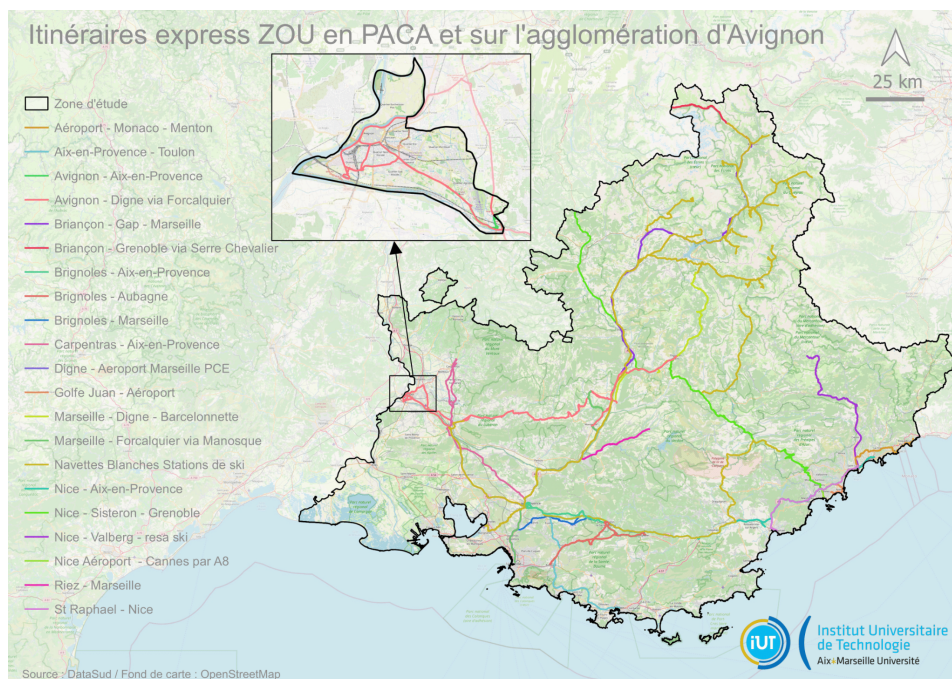 Itinéraires express ZOU en PACA et sur l'agglomération d'Avignon
25 km
Zone d'étude
Aéroport - Monaco - Menton
Aix-en-Provence - Toulon
Avignon - Aix-en-Provence
Avignon - Digne via Forcalquier
Briançon - Gap - Marseille
Briançon - Grenoble via Serre Chevalier
Brignoles - Aix-en-Provence
Brignoles - Aubagne
Brignoles - Marseille
Carpentras - Aix-en-Provence
Digne - Aeroport Marseille PCE
Golfe Juan - Aéroport
Marseille - Digne - Barcelonnette
Marseille - Forcalquier via Manosque
Navettes Blanches Stations de ski
Nice - Aix-en-Provence
Nice - Sisteron - Grenoble
Nice - Valberg - resa ski
Nice Aéroport - Cannes par A8
Riez - Marseille
St Raphael - Nice
iUT
Institut Universitaire
de Technologie
Aix*Marseille Université
Source : DataSud / Fond de carte : OpenStreetMap